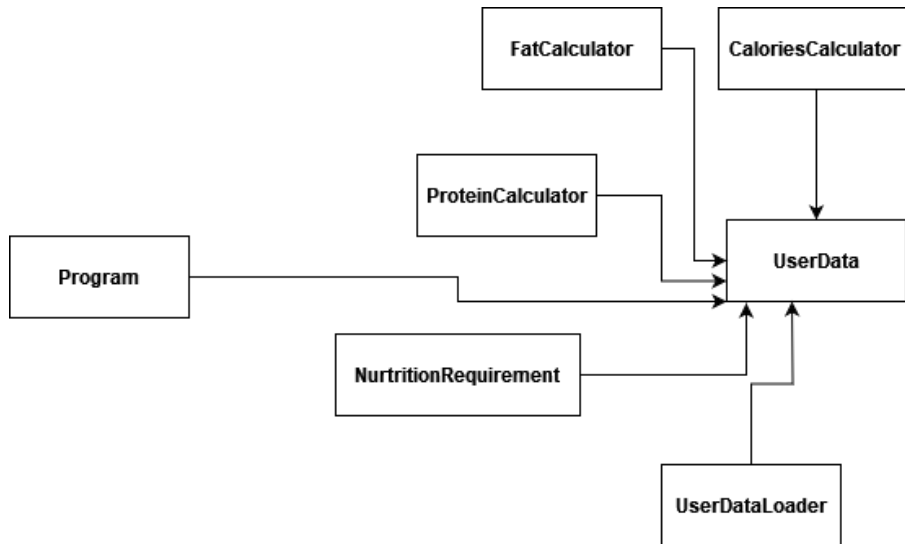 FatCalculator
CaloriesCalculator
ProteinCalculator
UserData
Program
NurtritionRequirement
UserDataLoader